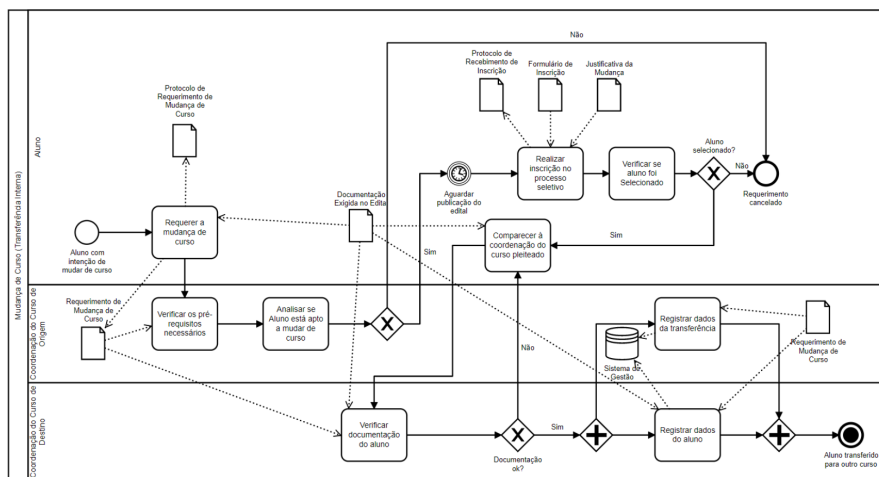 Mudança de Curso (Transferência Interna)
Aluno
Não
Protocolo de
Recebimento de
Inscrição
Formulário de
Inscrição
Justificativa da
Mudança
Protocolo de
Requerimento de
Mudança de
Curso
Aluno
selecionado?
Realizar
inscrição no
processo
seletivo
Verificar se
aluno foi
Selecionado
Não
Requerimento
cancelado
Aguardar
publicação do
edital
Documentação
Exigida no Edita
Requerer a
mudança de
curso
Aluno com
intenção de
mudar de curso
Comparecer à
coordenação do
curso pleiteado
Sim
Sim
Coordenação do Curso de
Origem
Requerimento de
Mudança de
Curso
Verificar os pré-
requisitos
necessários
Analisar se
Aluno está apto
a mudar de
curso
Não
Registrar dados
da transferência
Sistema de
Gestão
Requerimento de
Mudança de
Curso
Coordenação do Curso de
Destino
Verificar
documentação
do aluno
Sim
Documentação
ok?
Registrar dados
do aluno
Aluno transferido
para outro curso